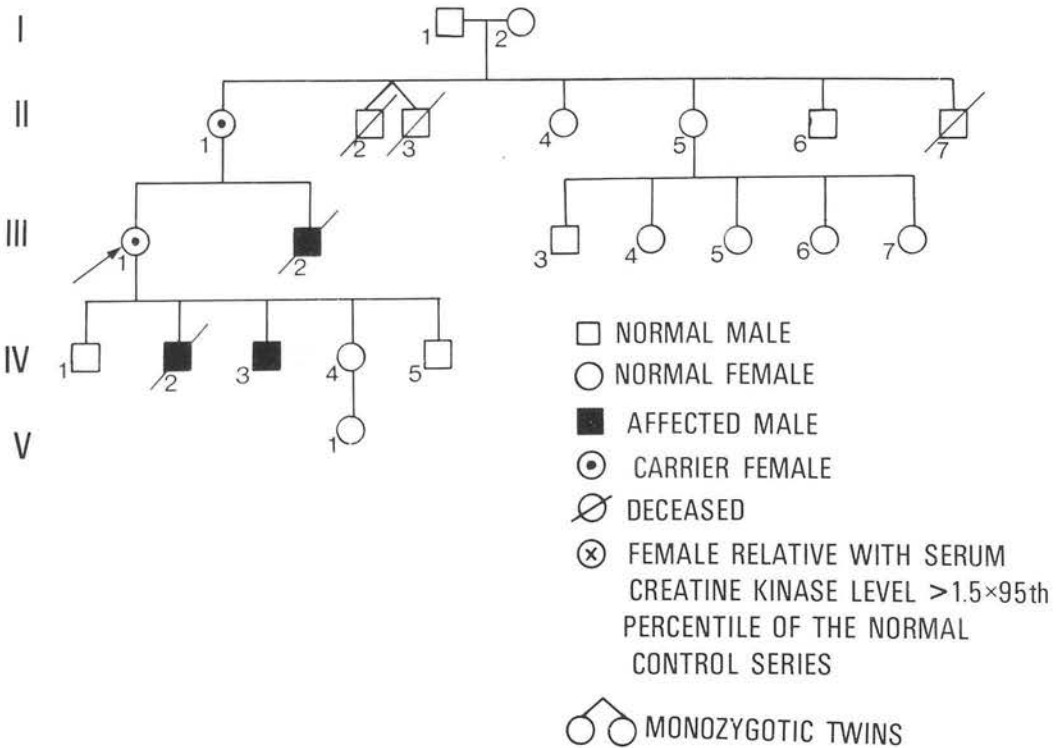 I
1 2
II
1 2 3 4 5 6 7
III
1 2 3 4 5 6 7
IV
1 2 3 4 5
V
1
NORMAL MALE
NORMAL FEMALE
AFFECTED MALE
CARRIER FEMALE
DECEASED
FEMALE RELATIVE WITH SERUM
CREATINE KINASE LEVEL >1.5×95th
PERCENTILE OF THE NORMAL
CONTROL SERIES
MONOZYGOTIC TWINS